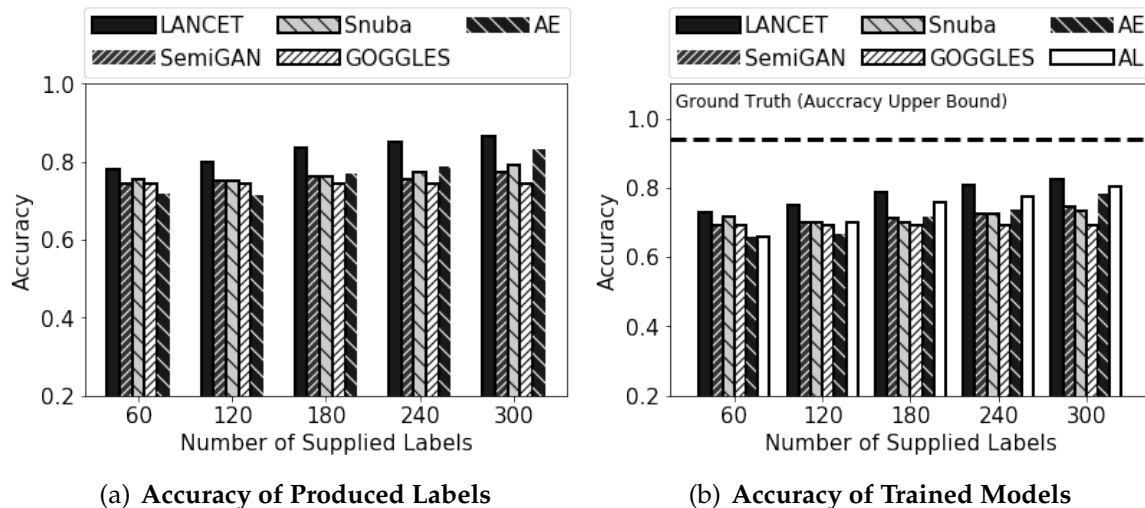 LANCET Snuba AE
SemiGAN GOGGLES
1.0
0.8
0.6
0.4
0.2
Accuracy
60 120 180 240 300
Number of Supplied Labels
(a) Accuracy of Produced Labels
LANCET Snuba AE
SemiGAN GOGGLES AL
Ground Truth (Auccracy Upper Bound)
1.0
0.8
0.6
0.4
0.2
Accuracy
60 120 180 240 300
Number of Supplied Labels
(b) Accuracy of Trained Models